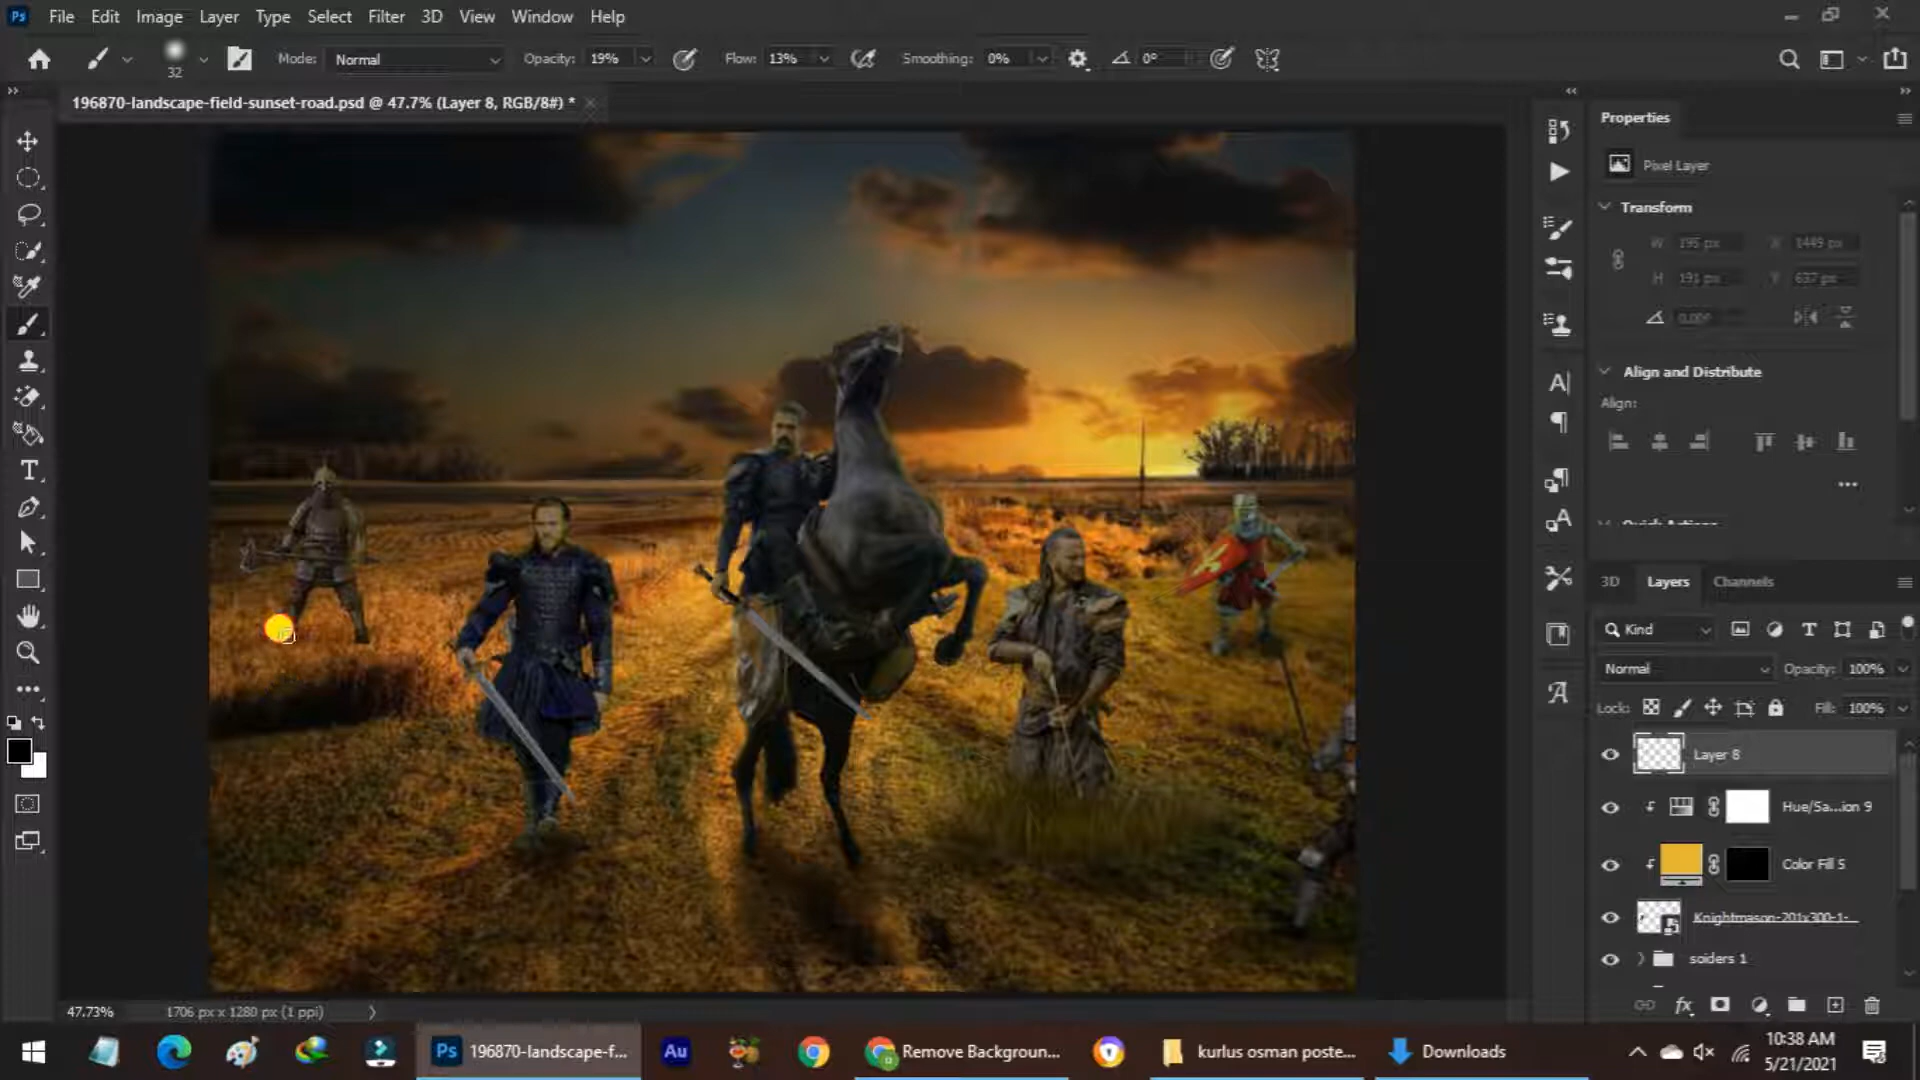 Ps File Edit Image Layer Type Select Filter 3D View Window Help
32 Mode: Normal Opacity: 19% Flow: 13% Smoothing: 0% 0°
196870-landscape-field-sunset-road.psd @ 47.7% (Layer 8, RGB/8#) *
Properties
Pixel Layer
Transform
W 195 px X 1449 px
H 191 px Y 637 px
0.00°
Align and Distribute
Align:
Quick Actions
3D Layers Channels
Kind
Normal Opacity: 100%
Lock: Fill: 100%
Layer 8
Hue/Sa...ion 9
Color Fill 5
Knightmason-201x300-1-...
soiders 1
47.73% 1706 px x 1280 px (1 ppi)
Ps 196870-landscape-f... Au Remove Backgroun... kurlus osman poste... Downloads
10:38 AM
5/21/2021